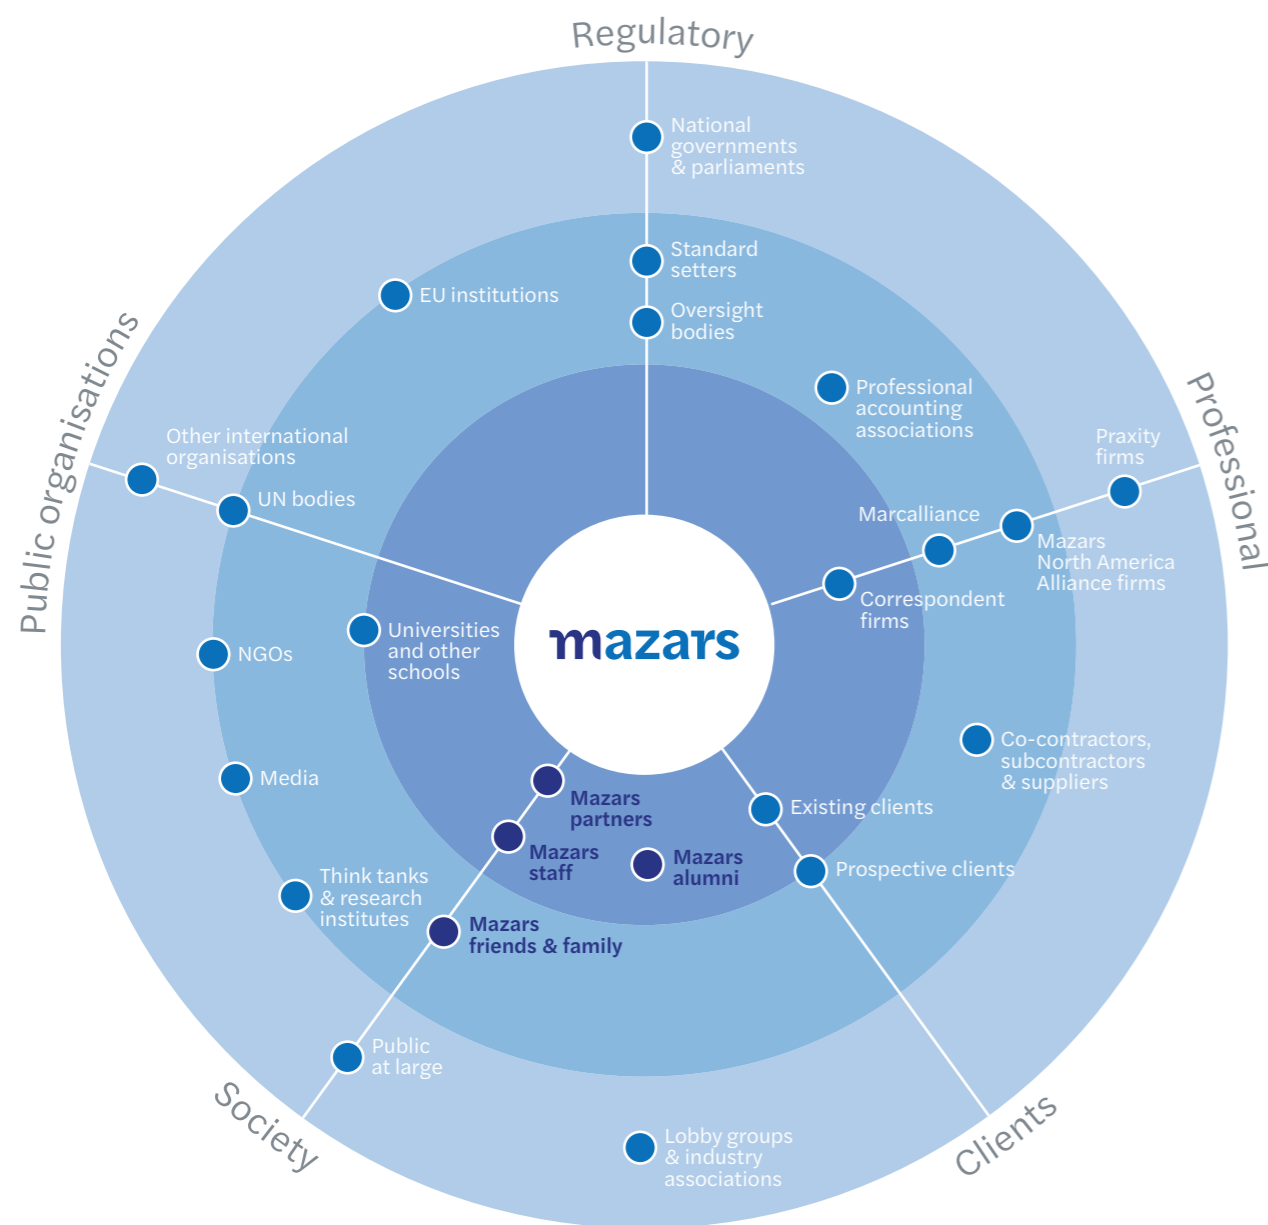 Regulatory
National
governments
& parliaments
Standard
setters
Oversight
bodies
EU institutions
Public organisations
Professional
Professional
accounting
associations
Other international
organisations
UN bodies
Praxity
firms
Marcalliance
Mazars
North America
Alliance firms
Correspondent
firms
Universities
and other
schools
mazars
NGOs
Co-contractors,
subcontractors
& suppliers
Media
Mazars
partners
Existing clients
Mazars
staff
Mazars
alumni
Prospective clients
Think tanks
& research
institutes
Mazars
friends & family
Public
at large
Society
Clients
Lobby groups
& industry
associations